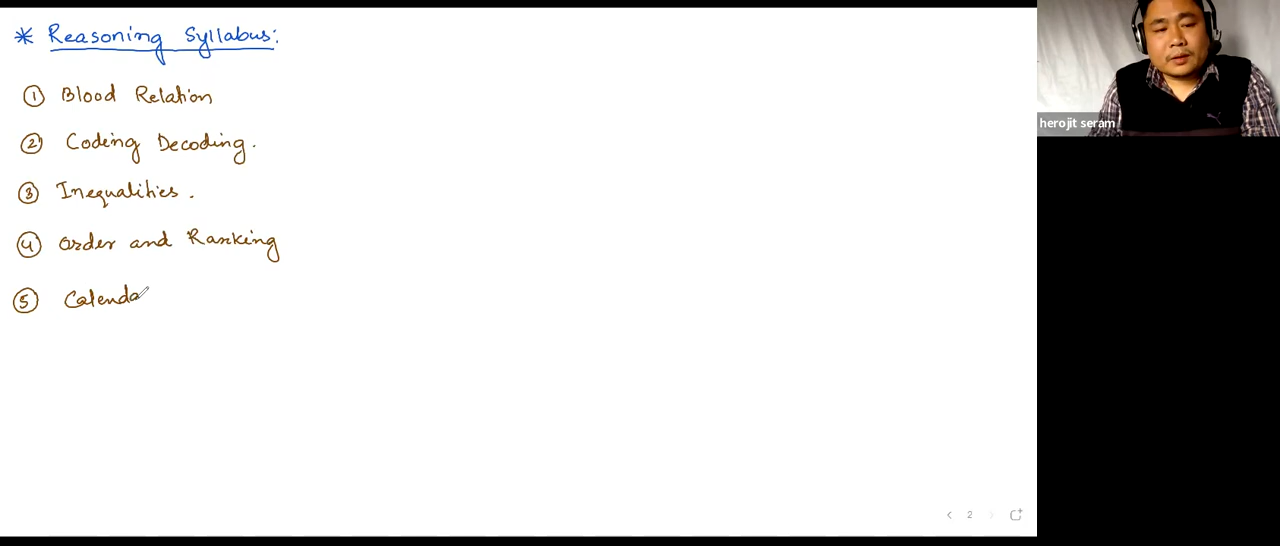 * Reasoning Syllabus:
① Blood Relation
② Coding Decoding.
③ Inequalities.
④ Order and Ranking
⑤ Calenda
herojit seram
2